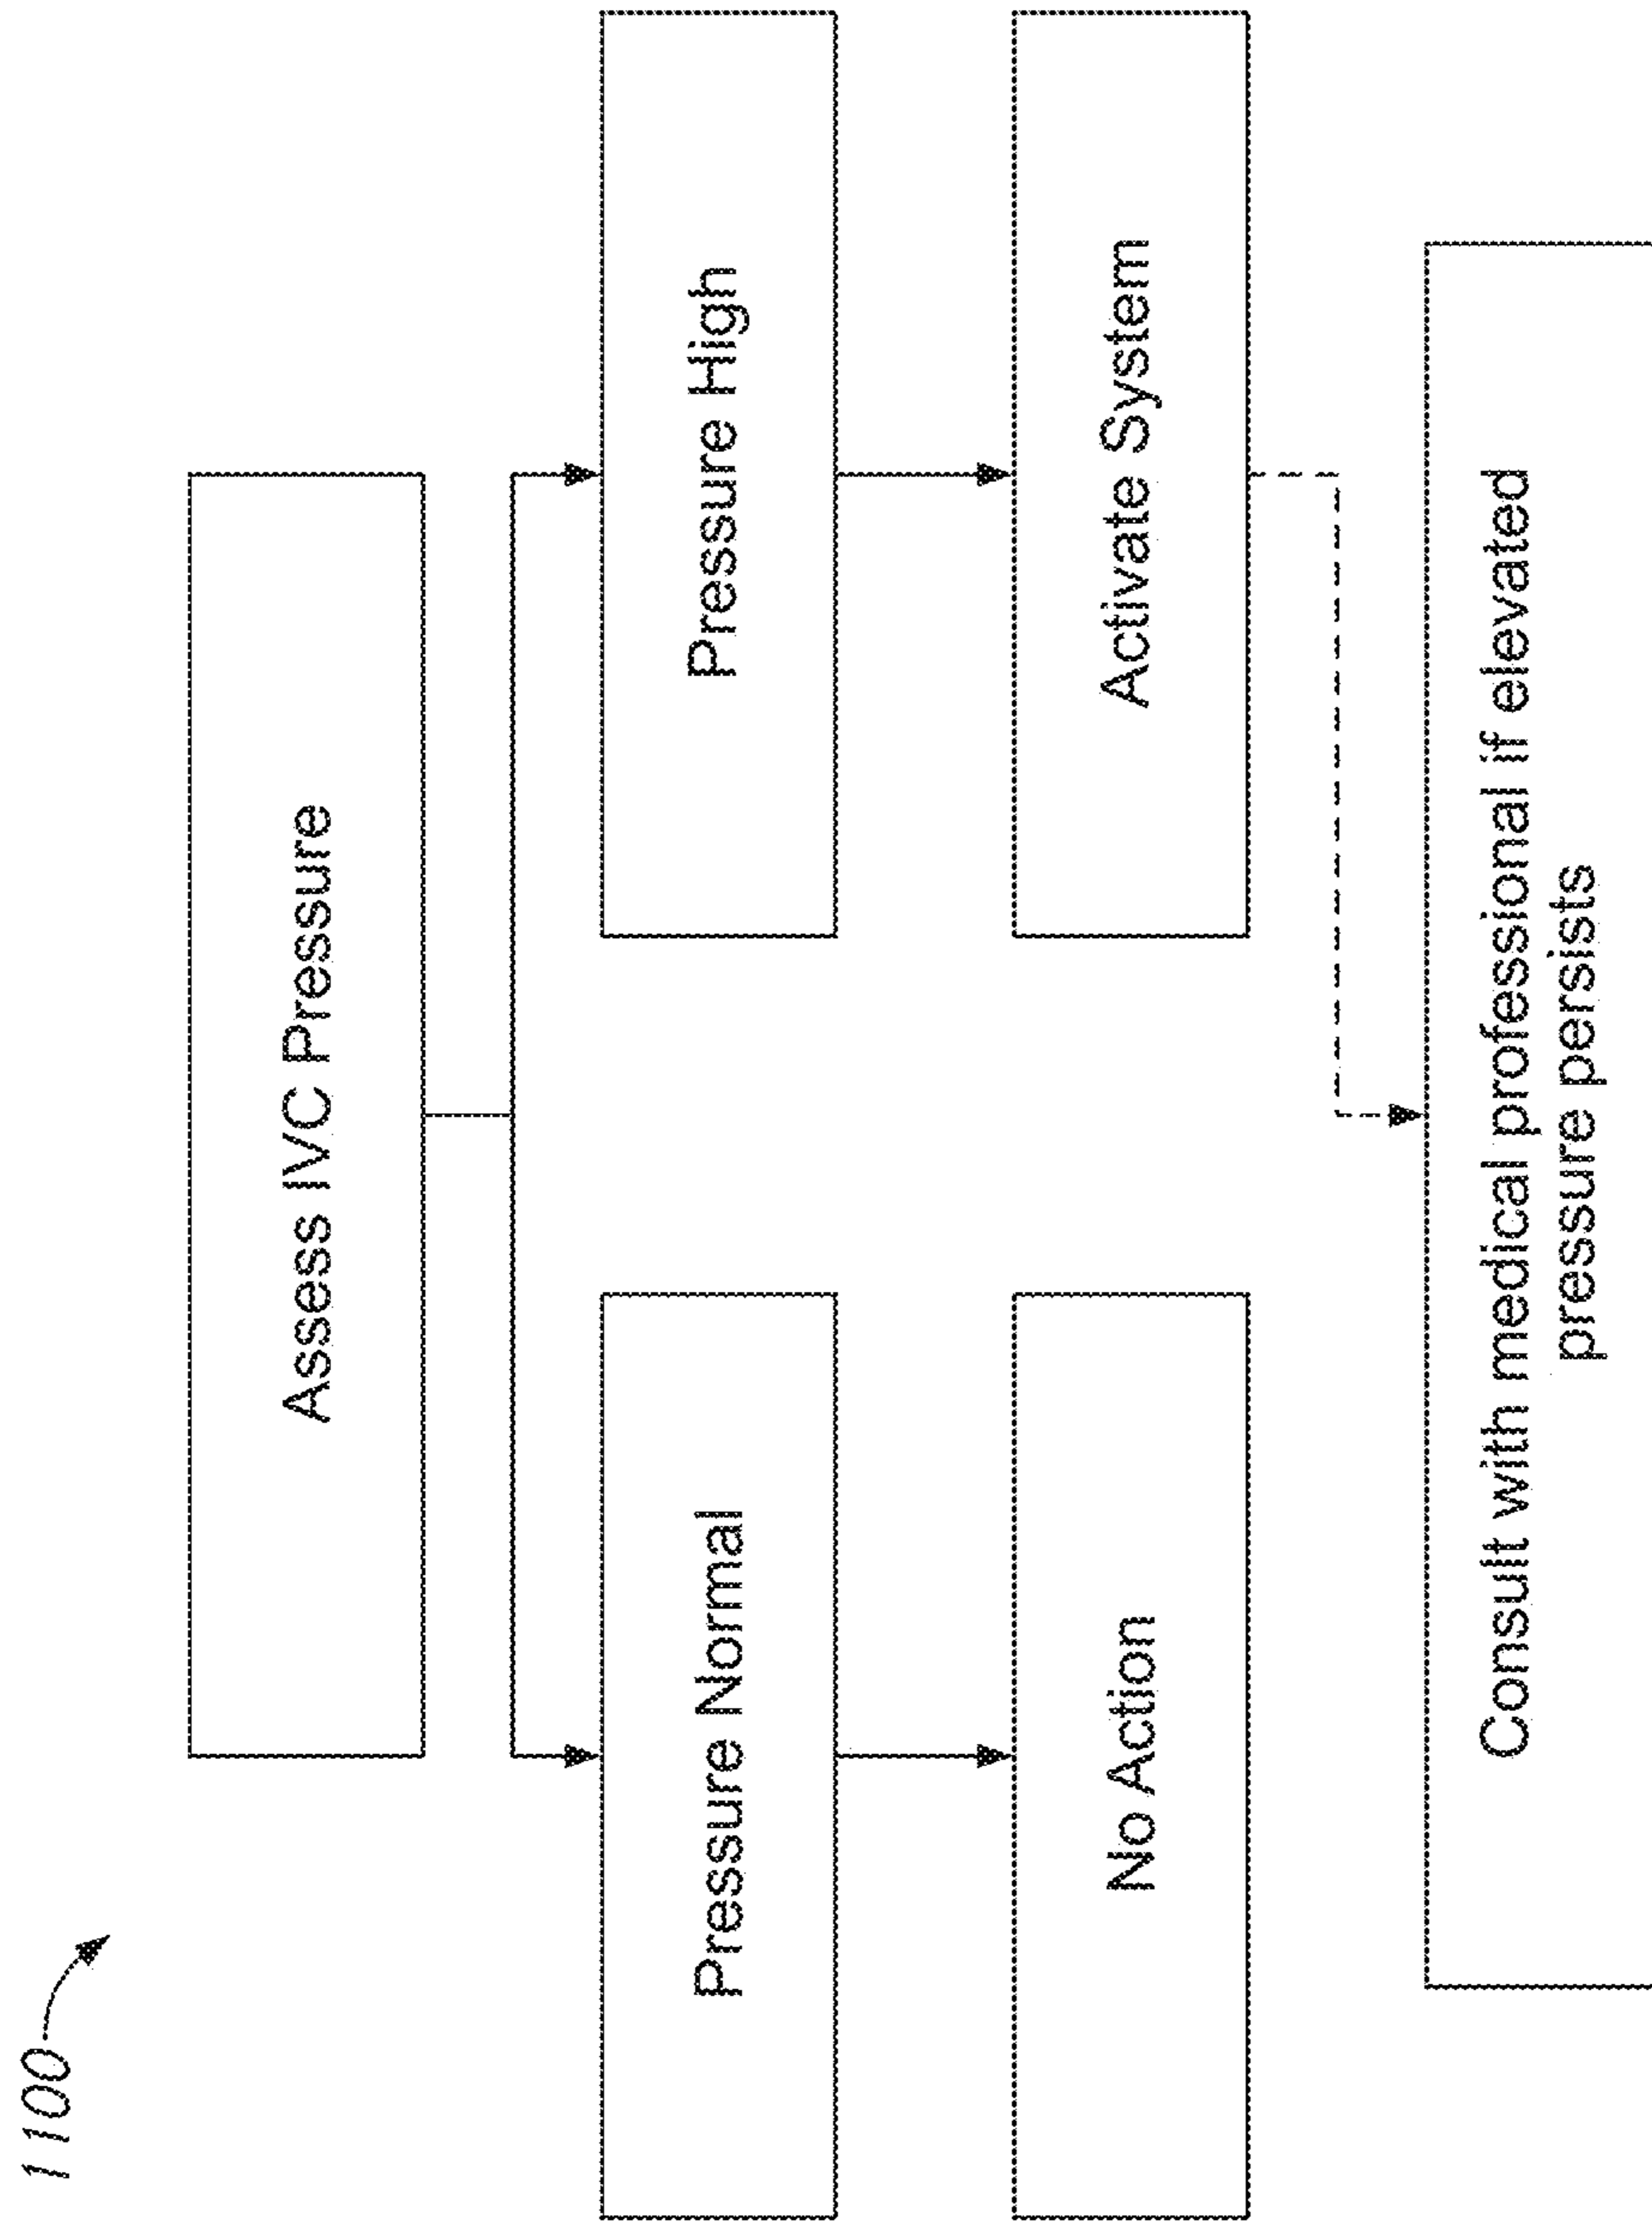 1100
Assess IVC Pressure
Pressure Normal
Pressure High
No Action
Activate System
Consult with medical professional if elevated
pressure persists